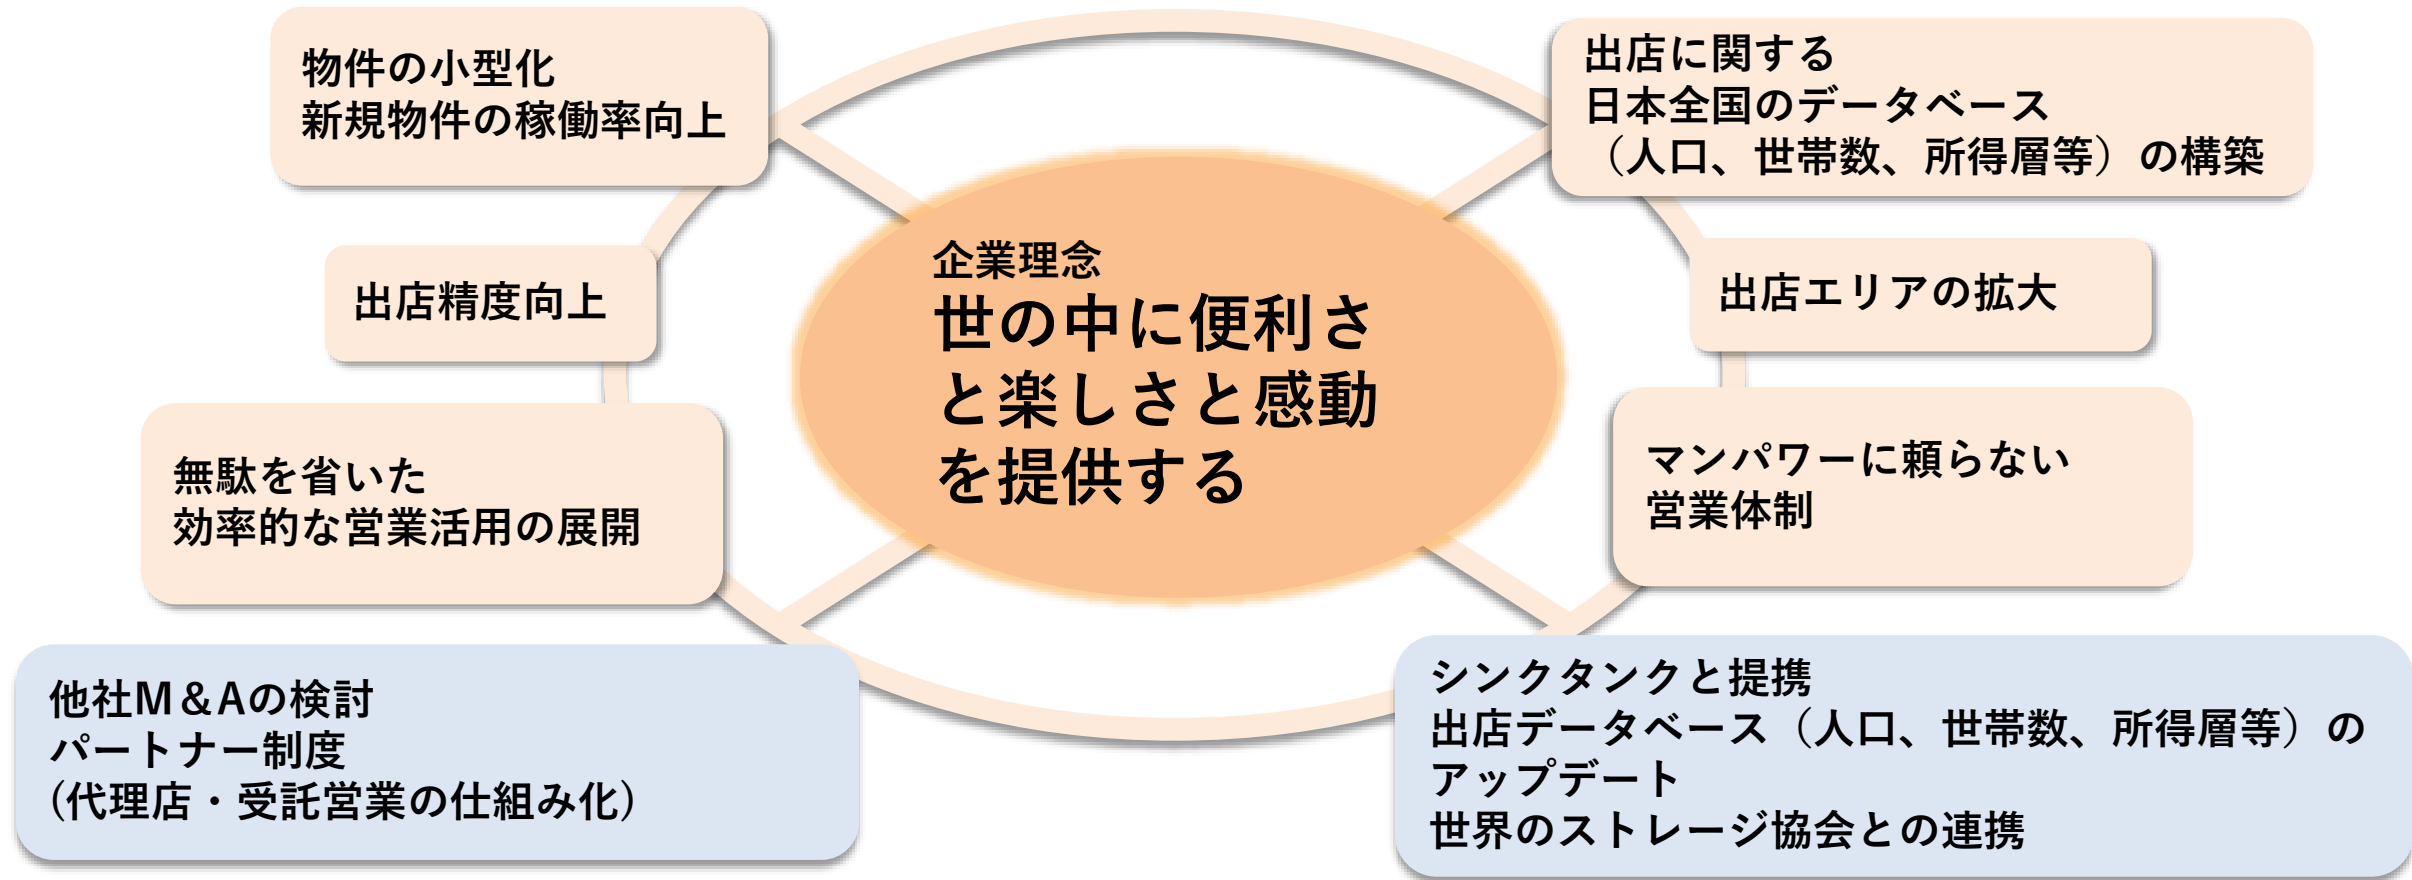 物件の小型化
新規物件の稼働率向上
出店に関する
日本全国のデータベース
（人口、世帯数、所得層等）の構築
出店精度向上
企業理念
世の中に便利さ
と楽しさと感動
を提供する
出店エリアの拡大
無駄を省いた
効率的な営業活用の展開
マンパワーに頼らない
営業体制
他社M＆Aの検討
パートナー制度
(代理店・受託営業の仕組み化)
シンクタンクと提携
出店データベース（人口、世帯数、所得層等）の
アップデート
世界のストレージ協会との連携